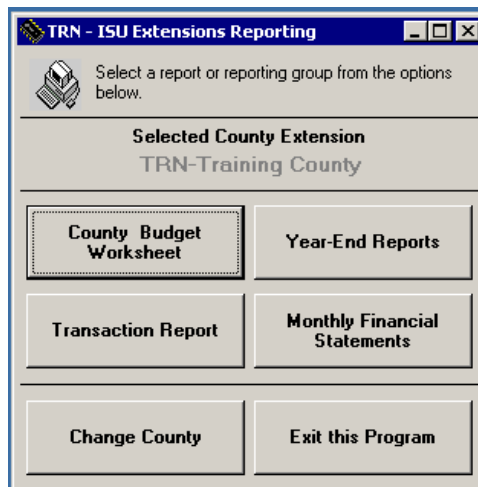 TRN - ISU Extensions Reporting
Select a report or reporting group from the options
below.
Selected County Extension
TRN-Training County
County Budget
Worksheet
Year-End Reports
Transaction Report
Monthly Financial
Statements
Change County
Exit this Program